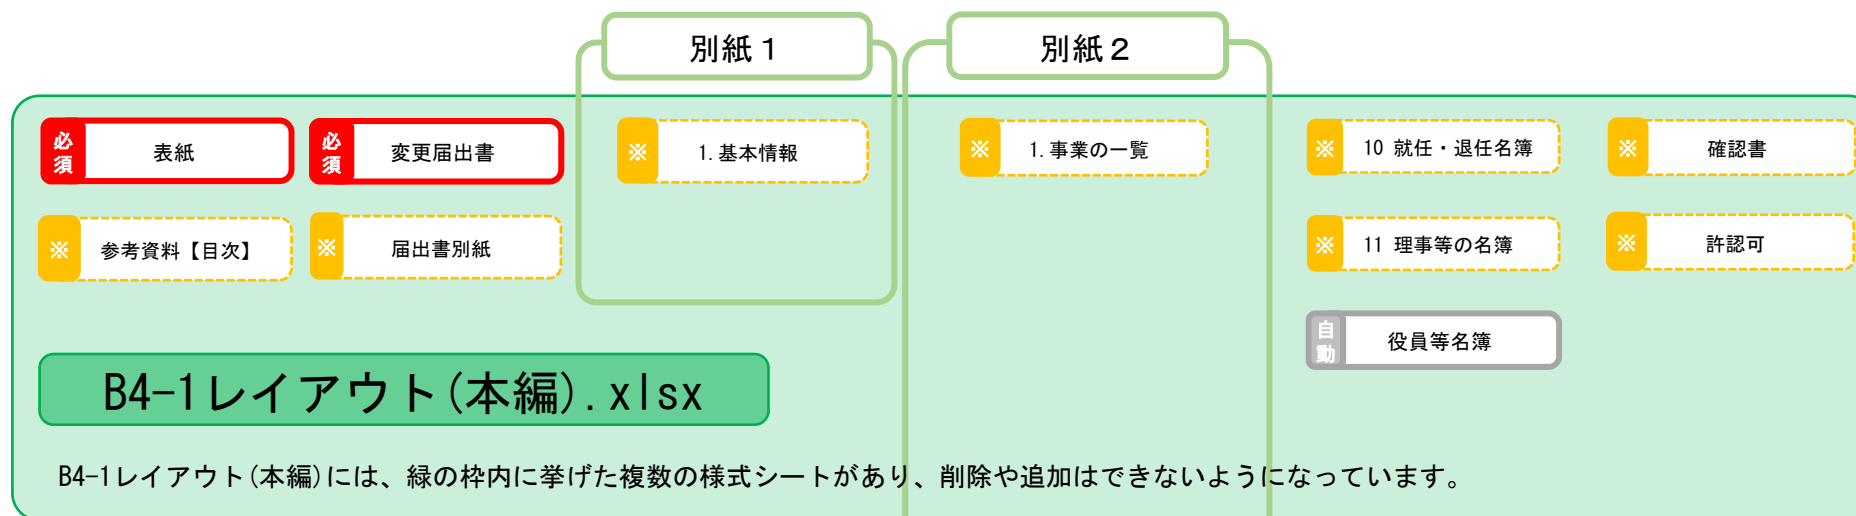 別紙１
別紙２
必須 表紙
必須 変更届出書
※ 1.基本情報
※ 1.事業の一覧
※ 10 就任・退任名簿
※ 確認書
※ 参考資料【目次】
※ 届出書別紙
※ 11 理事等の名簿
※ 許認可
自動 役員等名簿
B4-1レイアウト(本編).xlsx
B4-1レイアウト(本編)には、緑の枠内に挙げた複数の様式シートがあり、削除や追加はできないようになっています。